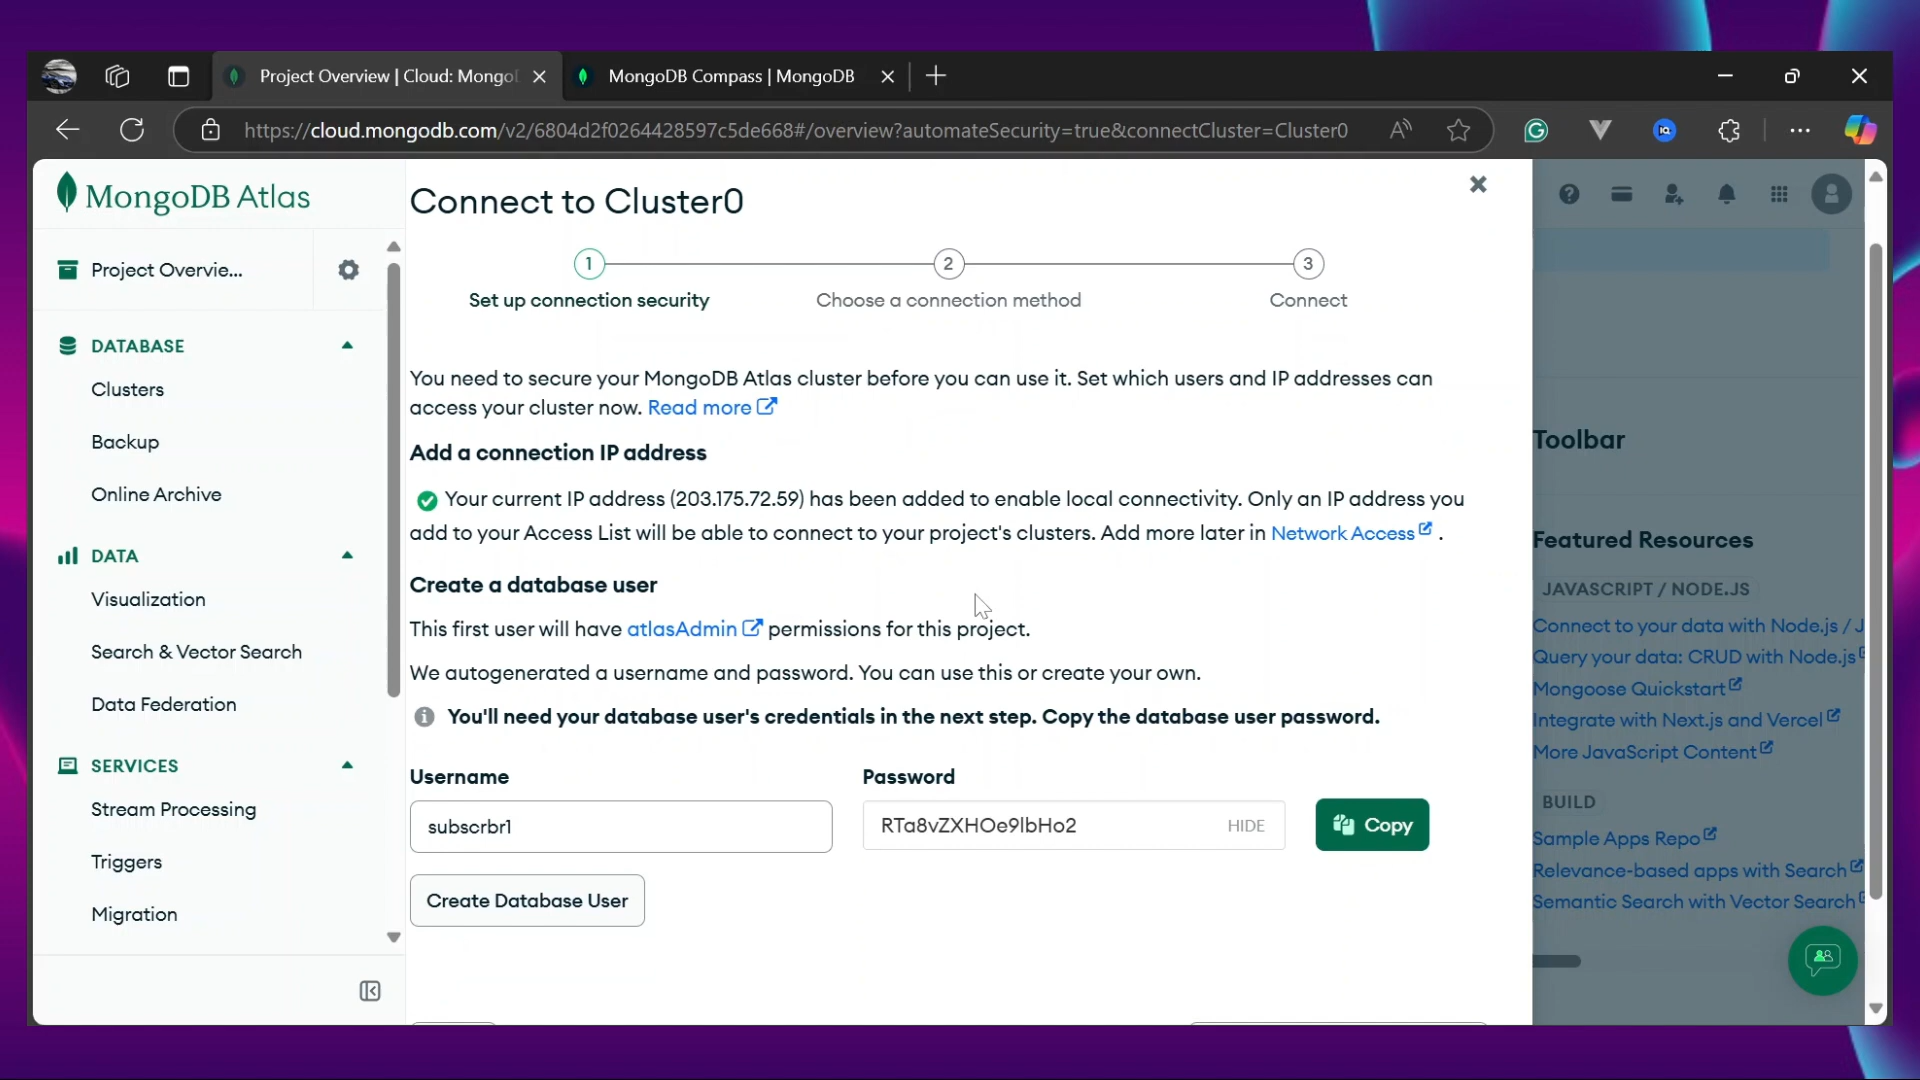 Project Overview | Cloud: Mongo
MongoDB Compass | MongoDB
https://cloud.mongodb.com/v2/6804d2f0264428597c5de668#/overview?automateSecurity=true&connectCluster=Cluster0
MongoDB Atlas
Project Overvie...
DATABASE
Clusters
Backup
Online Archive
DATA
Visualization
Search & Vector Search
Data Federation
SERVICES
Stream Processing
Triggers
Migration
Connect to Cluster0
1
2
3
Set up connection security
Choose a connection method
Connect
You need to secure your MongoDB Atlas cluster before you can use it. Set which users and IP addresses can
access your cluster now. Read more
Add a connection IP address
Your current IP address (203.175.72.59) has been added to enable local connectivity. Only an IP address you
add to your Access List will be able to connect to your project's clusters. Add more later in Network Access .
Create a database user
This first user will have atlasAdmin permissions for this project.
We autogenerated a username and password. You can use this or create your own.
You'll need your database user's credentials in the next step. Copy the database user password.
Username
Password
subscrbr1
RTa8vZXHOe9lbHo2
HIDE
Copy
Create Database User
Toolbar
Featured Resources
JAVASCRIPT / NODE.JS
Connect to your data with Node.js / J
Query your data: CRUD with Node.js
Mongoose Quickstart
Integrate with Next.js and Vercel
More JavaScript Content
BUILD
Sample Apps Repo
Relevance-based apps with Search
Semantic Search with Vector Search